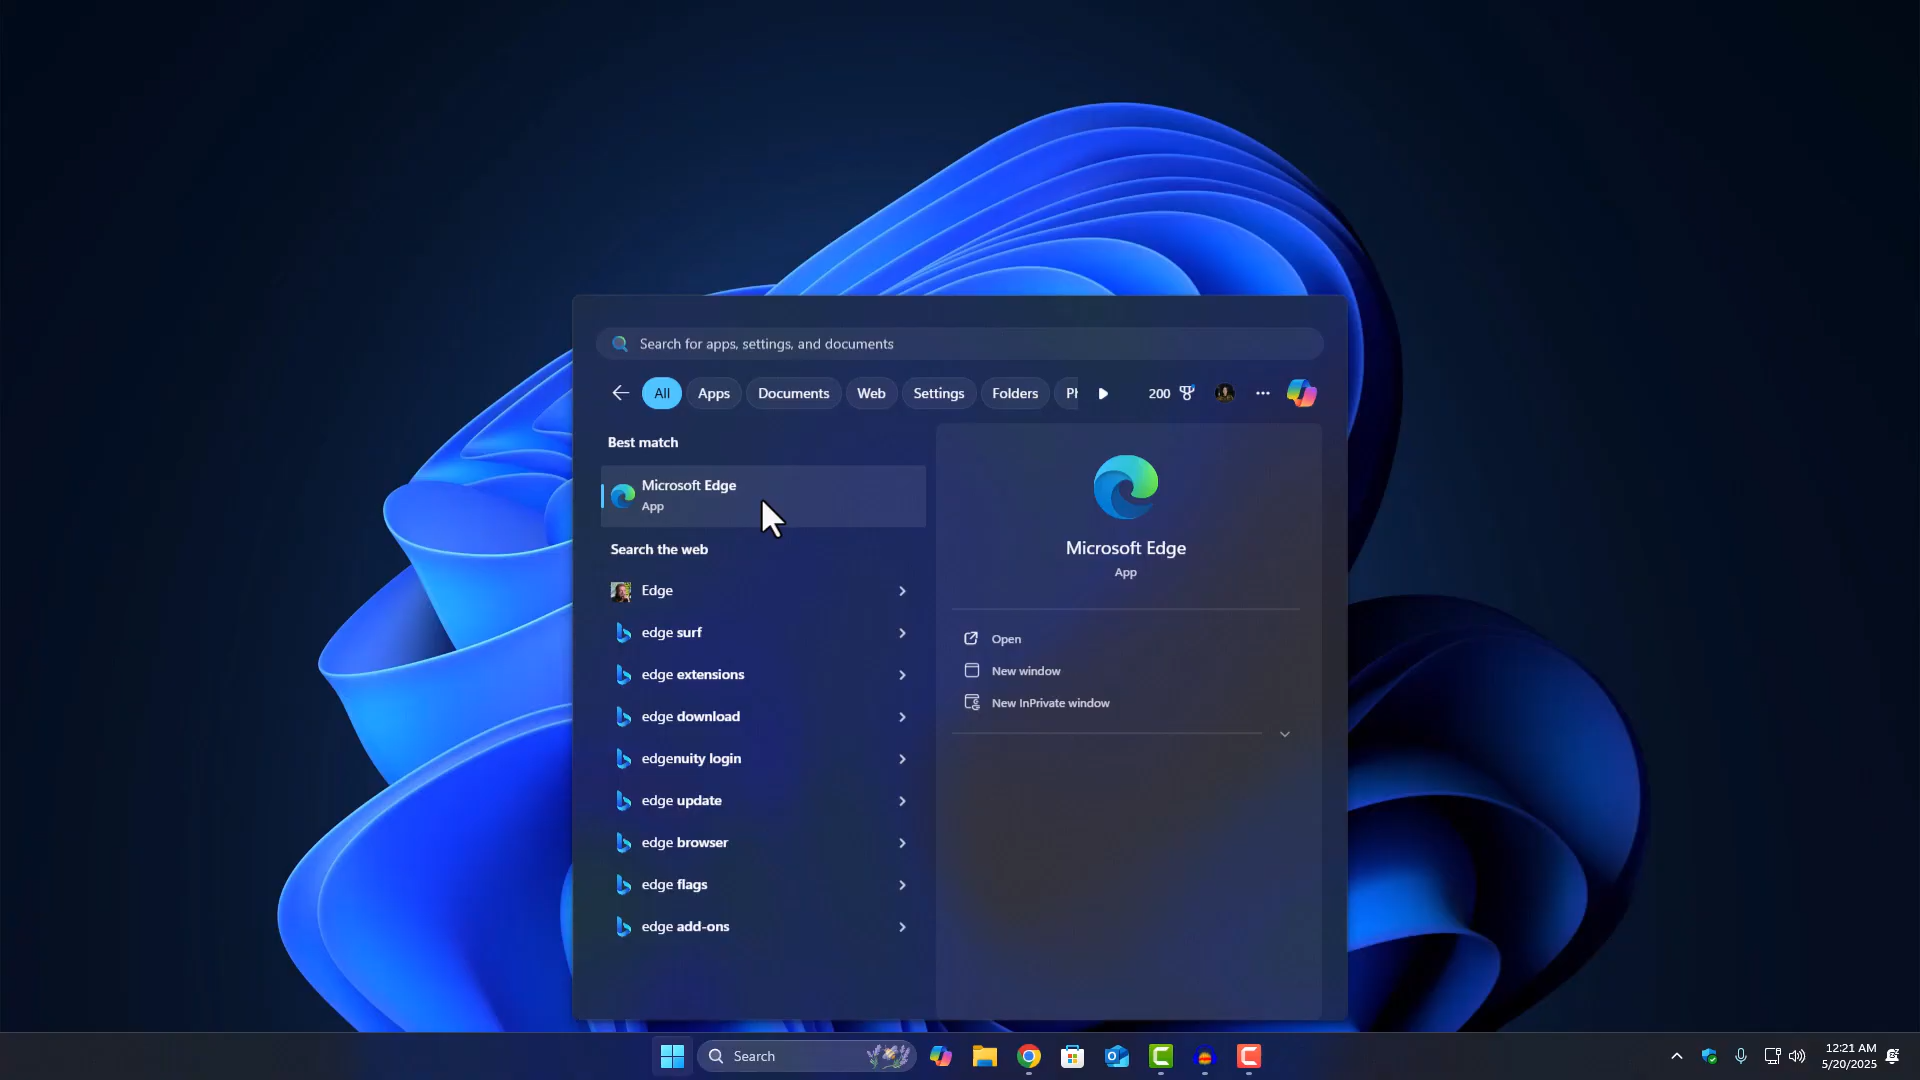 Search for apps, settings, and documents
All Apps Documents Web Settings Folders 200
Best match
Microsoft Edge
App
Search the web
Edge
edge surf
edge extensions
edge download
edgenuity login
edge update
edge browser
edge flags
edge add-ons
Microsoft Edge
App
Open
New window
New InPrivate window
Search
12:21 AM
5/20/2025